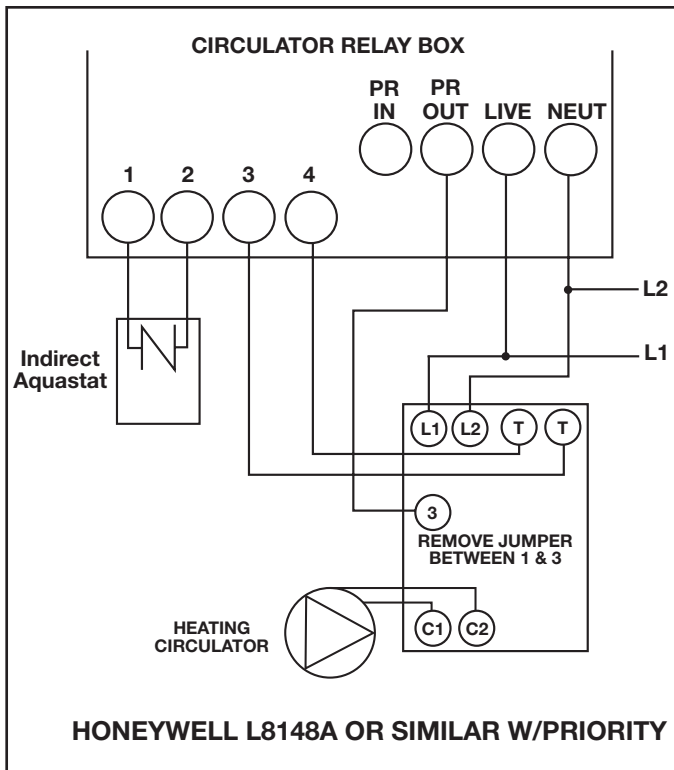 CIRCULATOR RELAY BOX
PR IN
PR OUT
LIVE
NEUT
1
2
3
4
L2
L1
Indirect
Aquastat
L1
L2
T
T
3
REMOVE JUMPER
BETWEEN 1 & 3
HEATING
CIRCULATOR
C1
C2
HONEYWELL L8148A OR SIMILAR W/PRIORITY